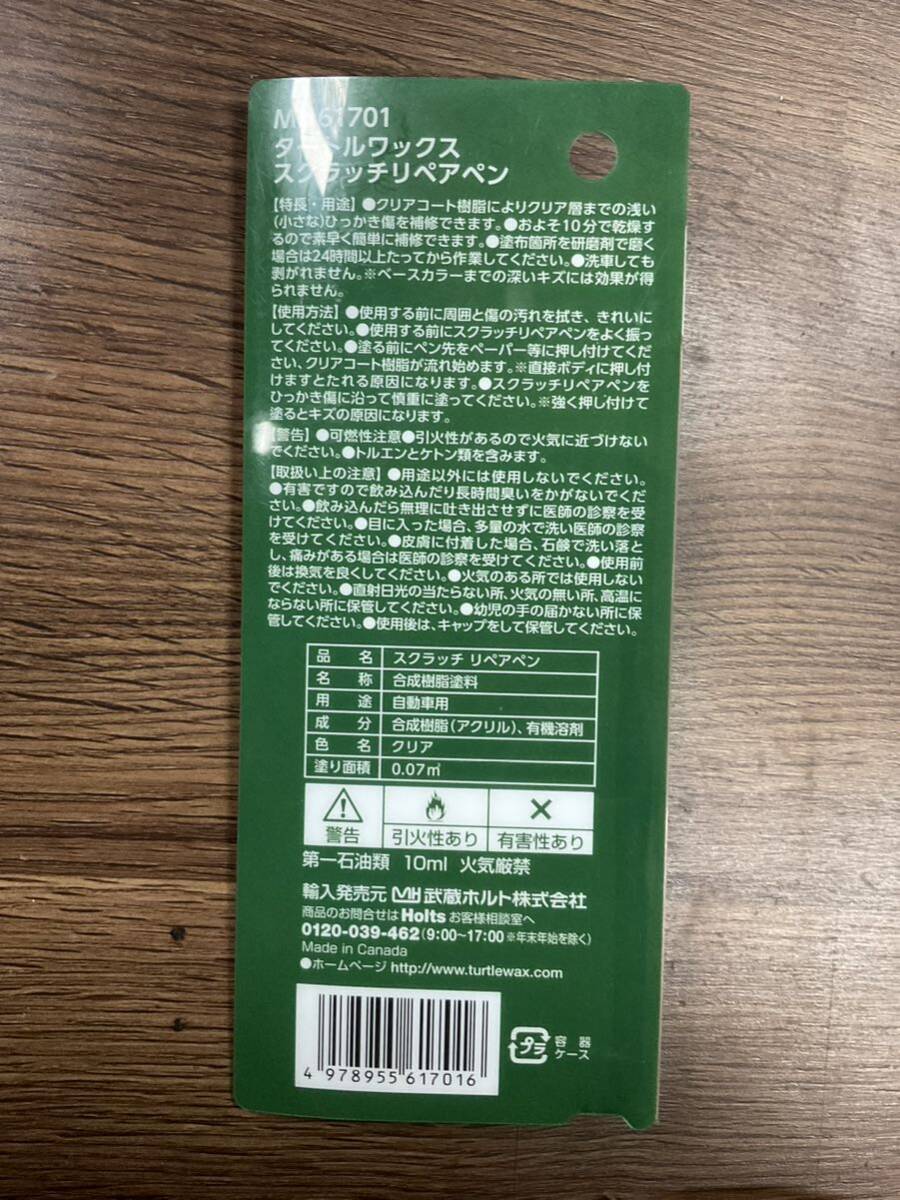 MH61701
タートルワックス
スクラッチリペアペン
【特長・用途】●クリアコート樹脂によりクリア層までの浅い
(小さな)ひっかき傷を補修できます。●およそ10分で乾燥す
るので素早く簡単に補修できます。●塗布箇所を研磨剤で磨く
場合は24時間以上たってから作業してください。●洗車しても
剥がれません。※ベースカラーまでの深いキズには効果が得
られません。
【使用方法】●使用する前に周囲と傷の汚れを拭き、きれいに
してください。●使用する前にスクラッチリペアペンをよく振っ
てください。●塗る前にペン先をペーパー等に押し付けてくだ
さい、クリアコート樹脂が流れ始めます。※直接ボディに押し付
けますとたれる原因になります。●スクラッチリペアペンを
ひっかき傷に沿って慎重に塗ってください。※強く押し付けて
塗るとキズの原因になります。
【警告】●可燃性注意●引火性があるので火気に近づけない
でください。●トルエンとケトン類を含みます。
【取扱い上の注意】●用途以外には使用しないでください。
●有害ですので飲み込んだり長時間臭いをかがないでくだ
さい。●飲み込んだら無理に吐き出させずに医師の診察を受
けてください。●目に入った場合、多量の水で洗い医師の診察
を受けてください。●皮膚に付着した場合、石鹸で洗い落と
し、痛みがある場合は医師の診察を受けてください。●使用前
後は換気を良くしてください。●火気のある所では使用しない
でください。●直射日光の当たらない所、火気の無い所、高温に
ならない所に保管してください。●幼児の手の届かない所に保
管してください。●使用後は、キャップをして保管してください。
品名 スクラッチ リペアペン
名称 合成樹脂塗料
用途 自動車用
成分 合成樹脂(アクリル)、有機溶剤
色名 クリア
塗り面積 0.07㎡
警告 引火性あり 有害性あり
第一石油類 10ml 火気厳禁
輸入発売元 MH 武蔵ホルト株式会社
商品のお問合せは Holts お客様相談室へ
0120-039-462(9:00~17:00 ※年末年始を除く)
Made in Canada
●ホームページ http://www.turtlewax.com
4 978955 617016
プラ 容器
ケース